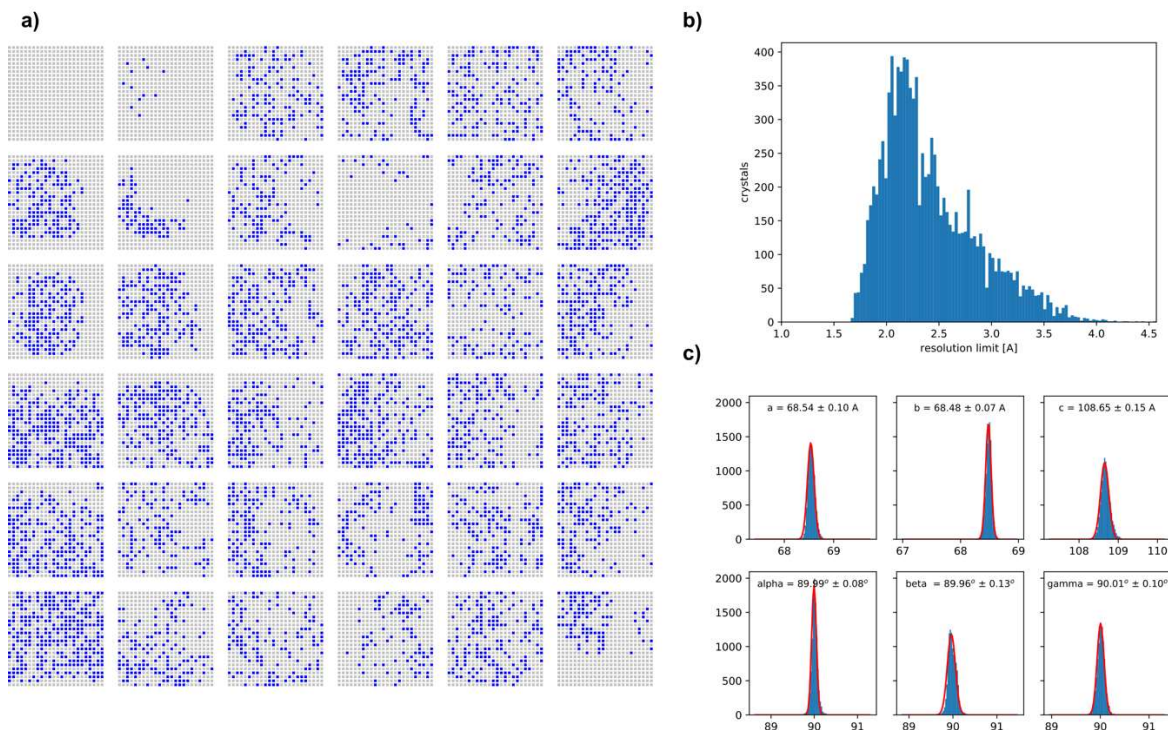 a)
b)
400
350
300
250
200
150
100
50
0
crystals
1.0 1.5 2.0 2.5 3.0 3.5 4.0 4.5
resolution limit [A]
c)
2000
1500
1000
500
0
a = 68.54 ± 0.10 A
68 69
b = 68.48 ± 0.07 A
67 68 69
c = 108.65 ± 0.15 A
108 109 110
2000
1500
1000
500
0
alpha = 89.99° ± 0.08°
89 90 91
beta = 89.96° ± 0.13°
89 90 91
gamma = 90.01° ± 0.10°
89 90 91